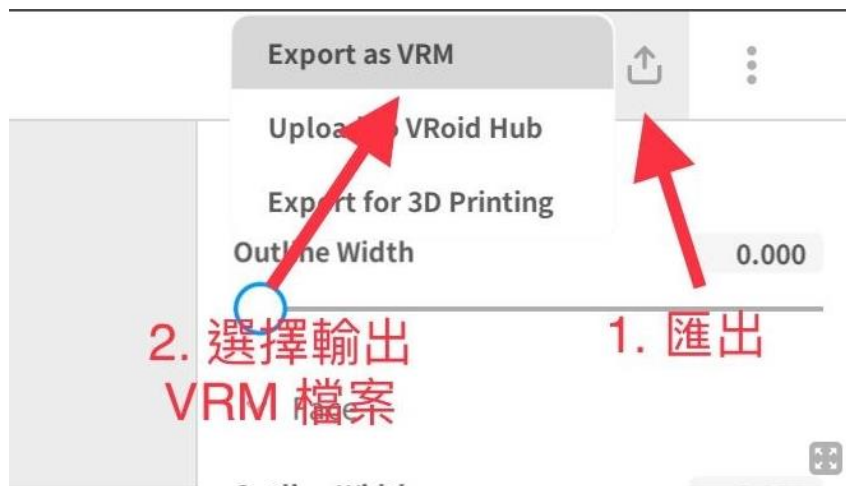 Export as VRM
Upload to VRoid Hub
Export for 3D Printing
Outline Width 0.000
2. 選擇輸出
VRM 檔案
1. 匯出
Face